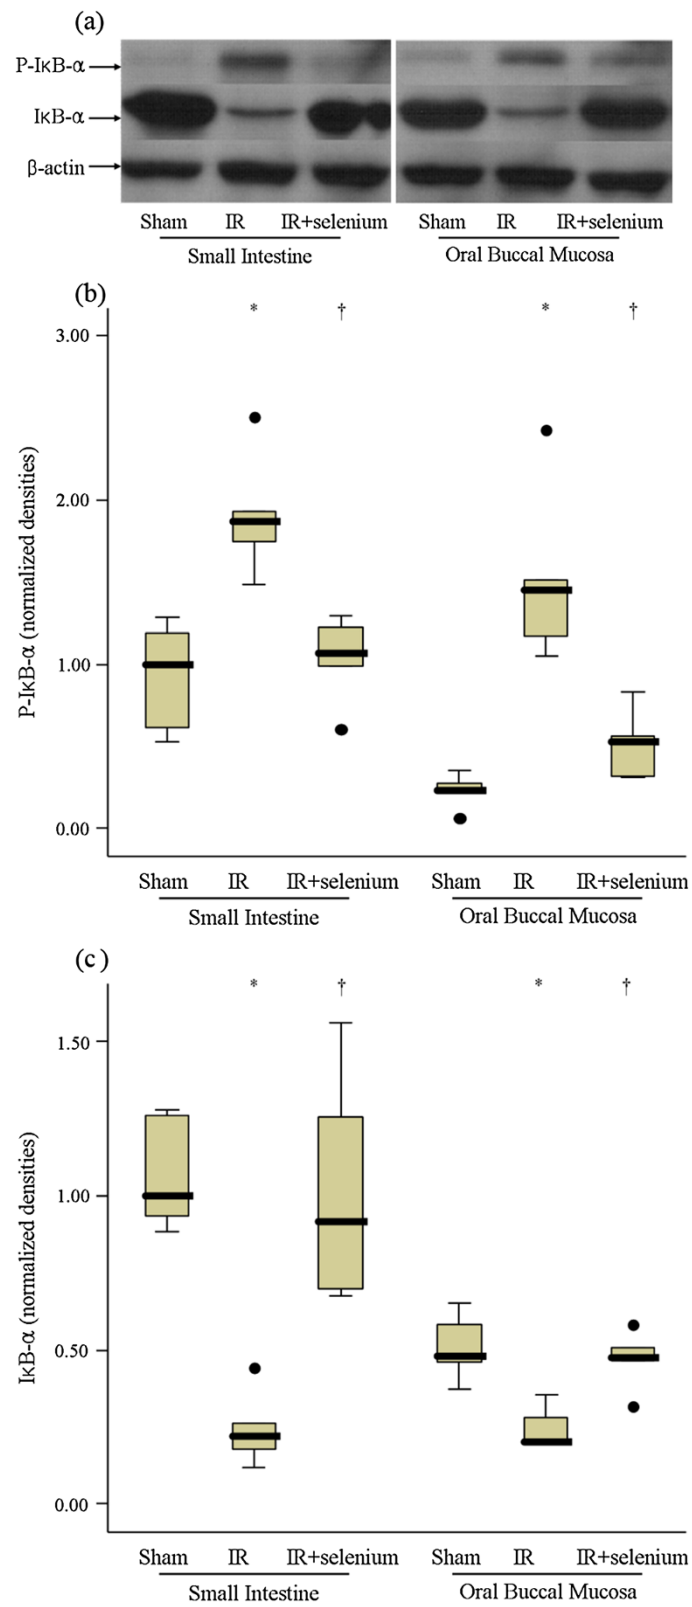 (a)
P-IκB-α
IκB-α
β-actin
Sham IR IR+selenium Sham IR IR+selenium
Small Intestine Oral Buccal Mucosa
(b)
* † * †
3.00
2.00
1.00
0.00
P-IκB-α (normalized densities)
Sham IR IR+selenium Sham IR IR+selenium
Small Intestine Oral Buccal Mucosa
(c)
* † * †
1.50
1.00
0.50
0.00
IκB-α (normalized densities)
Sham IR IR+selenium Sham IR IR+selenium
Small Intestine Oral Buccal Mucosa